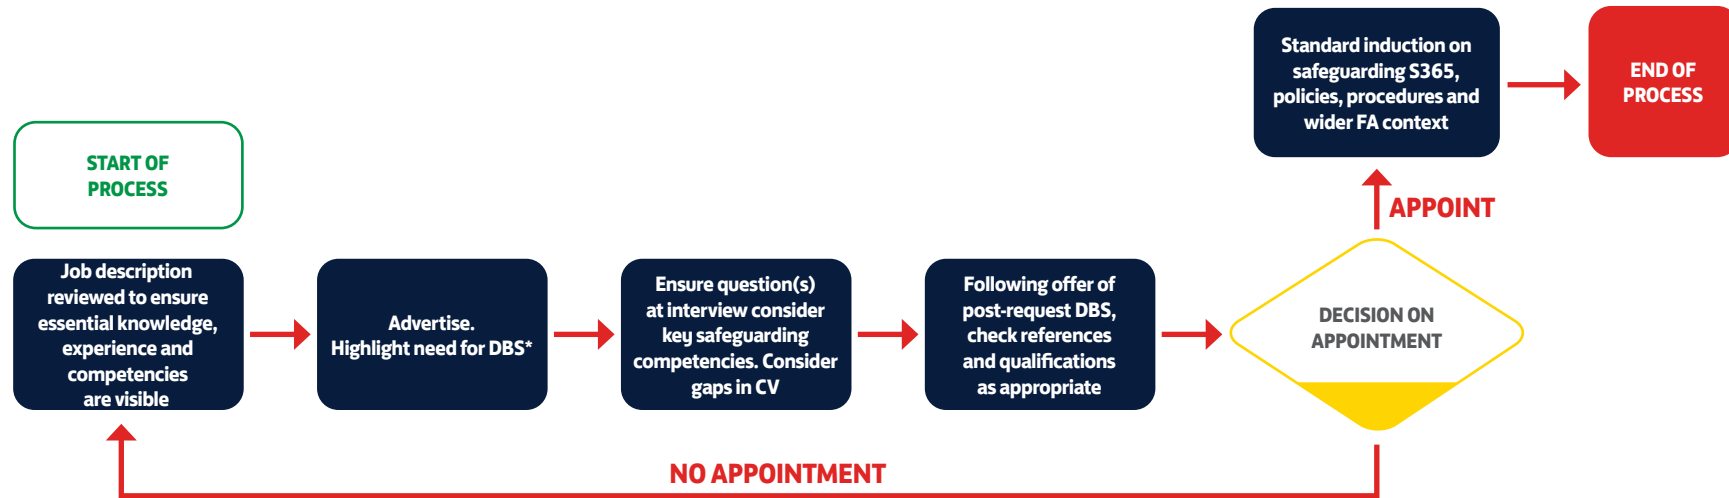 START OF
PROCESS
Job description
reviewed to ensure
essential knowledge,
experience and
competencies
are visible
Advertise.
Highlight need for DBS*
Ensure question(s)
at interview consider
key safeguarding
competencies. Consider
gaps in CV
Following offer of
post-request DBS,
check references
and qualifications
as appropriate
DECISION ON
APPOINTMENT
APPOINT
Standard induction on
safeguarding S365,
policies, procedures and
wider FA context
END OF
PROCESS
NO APPOINTMENT